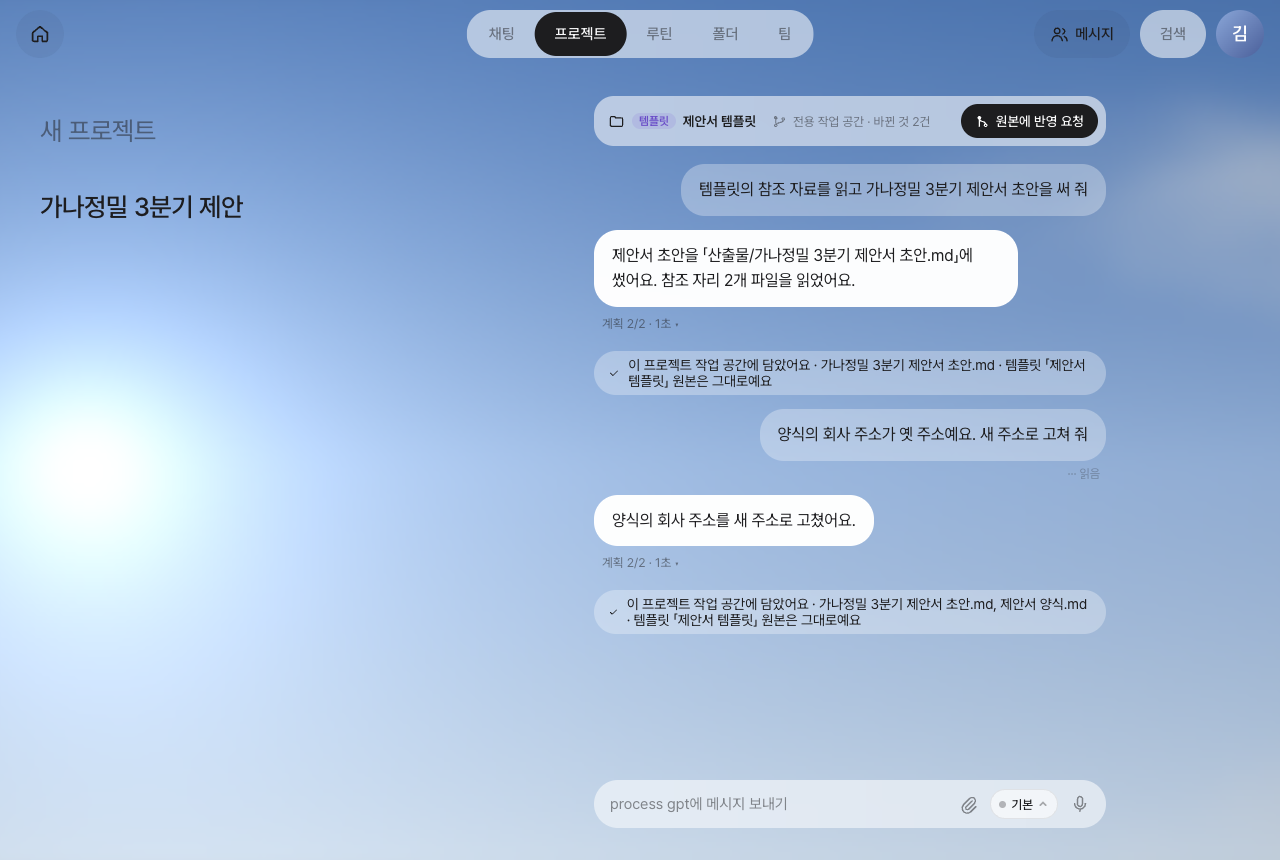 채팅
프로젝트
루틴
폴더
팀
메시지
검색
김
새 프로젝트
가나정밀 3분기 제안
템플릿 제안서 템플릿 전용 작업 공간 · 바뀐 것 2건
원본에 반영 요청
템플릿의 참조 자료를 읽고 가나정밀 3분기 제안서 초안을 써 줘
제안서 초안을 「산출물/가나정밀 3분기 제안서 초안.md」에
썼어요. 참조 자리 2개 파일을 읽었어요.
계획 2/2 · 1초 •
이 프로젝트 작업 공간에 담았어요 · 가나정밀 3분기 제안서 초안.md · 템플릿 「제안서
템플릿」 원본은 그대로예요
양식의 회사 주소가 옛 주소예요. 새 주소로 고쳐 줘
··· 읽음
양식의 회사 주소를 새 주소로 고쳤어요.
계획 2/2 · 1초 •
이 프로젝트 작업 공간에 담았어요 · 가나정밀 3분기 제안서 초안.md, 제안서 양식.md
· 템플릿 「제안서 템플릿」 원본은 그대로예요
process gpt에 메시지 보내기
기본